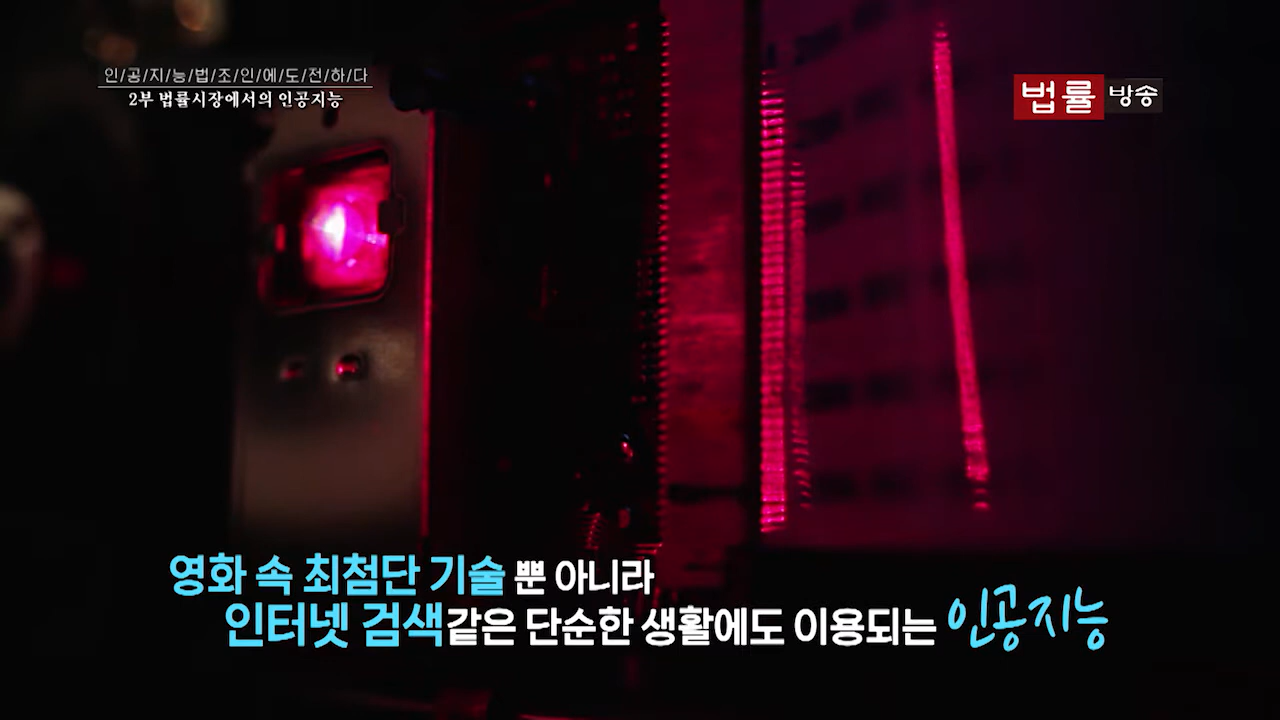 인/공/지/능/법/조/인/에/도/전/하/다
2부 법률시장에서의 인공지능
법률방송
영화 속 최첨단 기술 뿐 아니라
인터넷 검색같은 단순한 생활에도 이용되는 인공지능